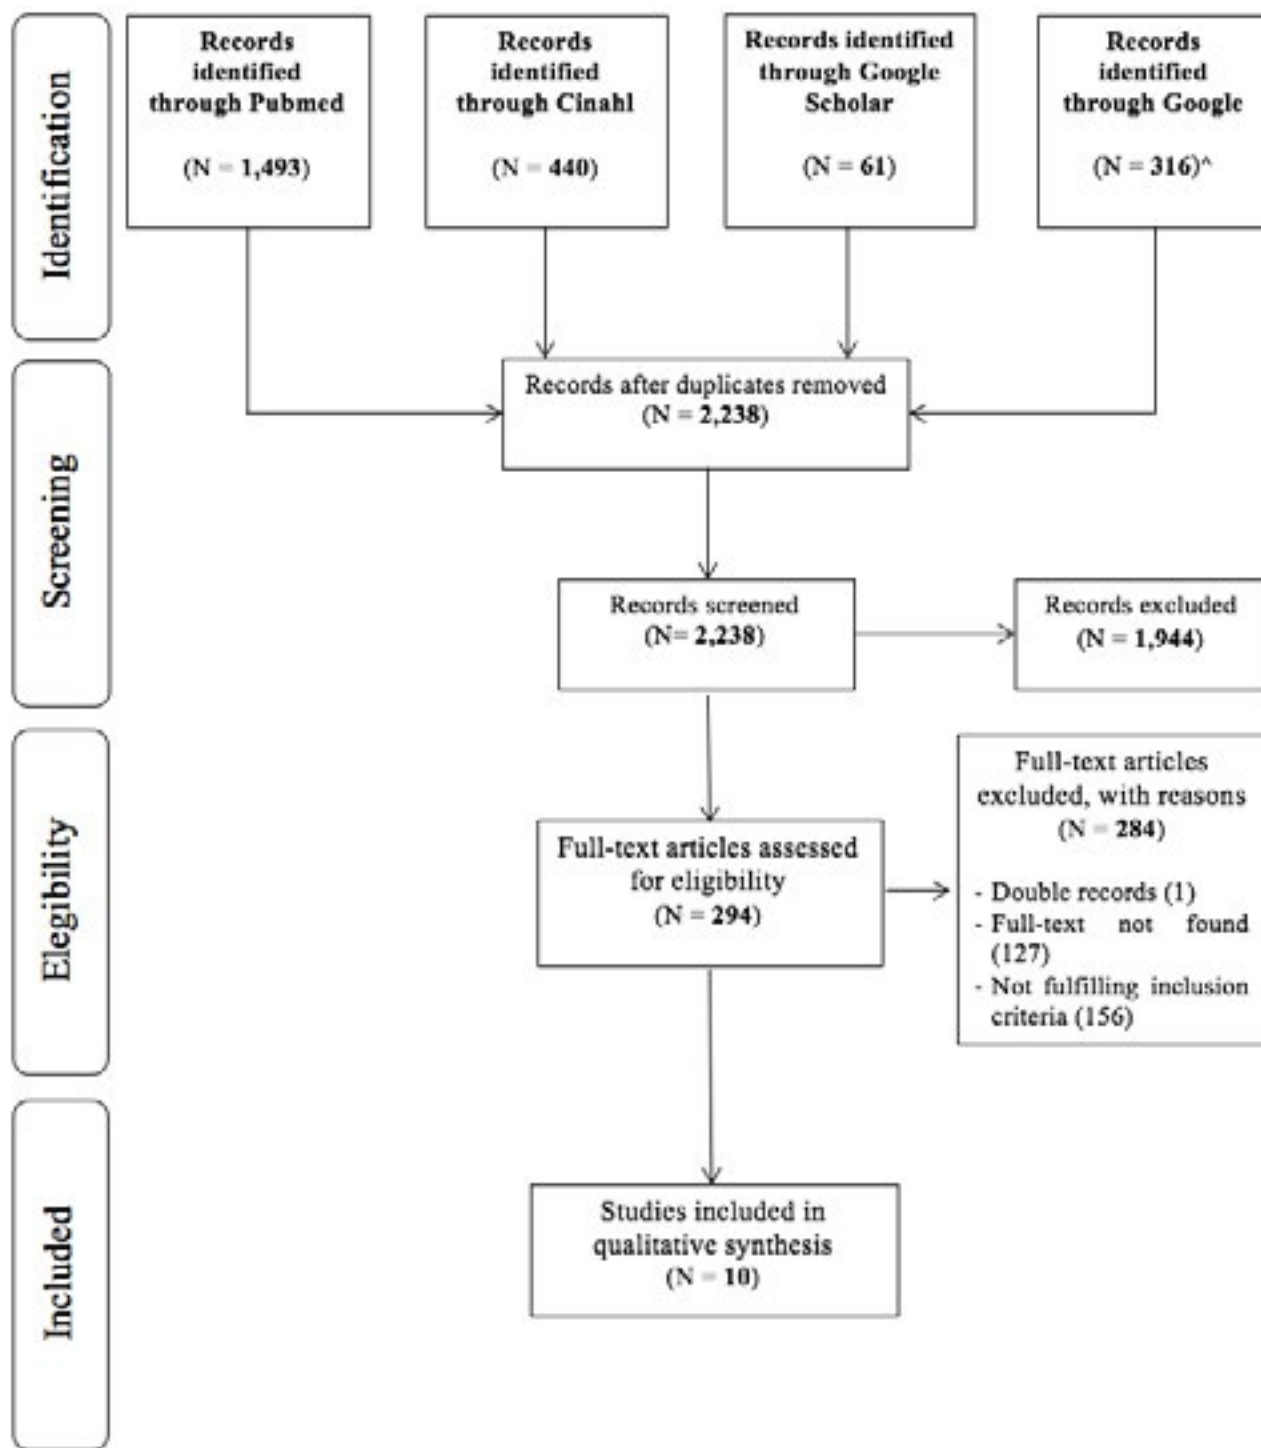 Identification
Records
identified
through Pubmed
(N = 1,493)
Records
identified
through Cinahl
(N = 440)
Records identified
through Google
Scholar
(N = 61)
Records
identified
through Google
(N = 316)^
Screening
Records after duplicates removed
(N = 2,238)
Records screened
(N= 2,238)
Records excluded
(N = 1,944)
Elegibility
Full-text articles assessed
for eligibility
(N = 294)
Full-text articles
excluded, with reasons
(N = 284)
- Double records (1)
- Full-text not found
(127)
- Not fulfilling inclusion
criteria (156)
Included
Studies included in
qualitative synthesis
(N = 10)